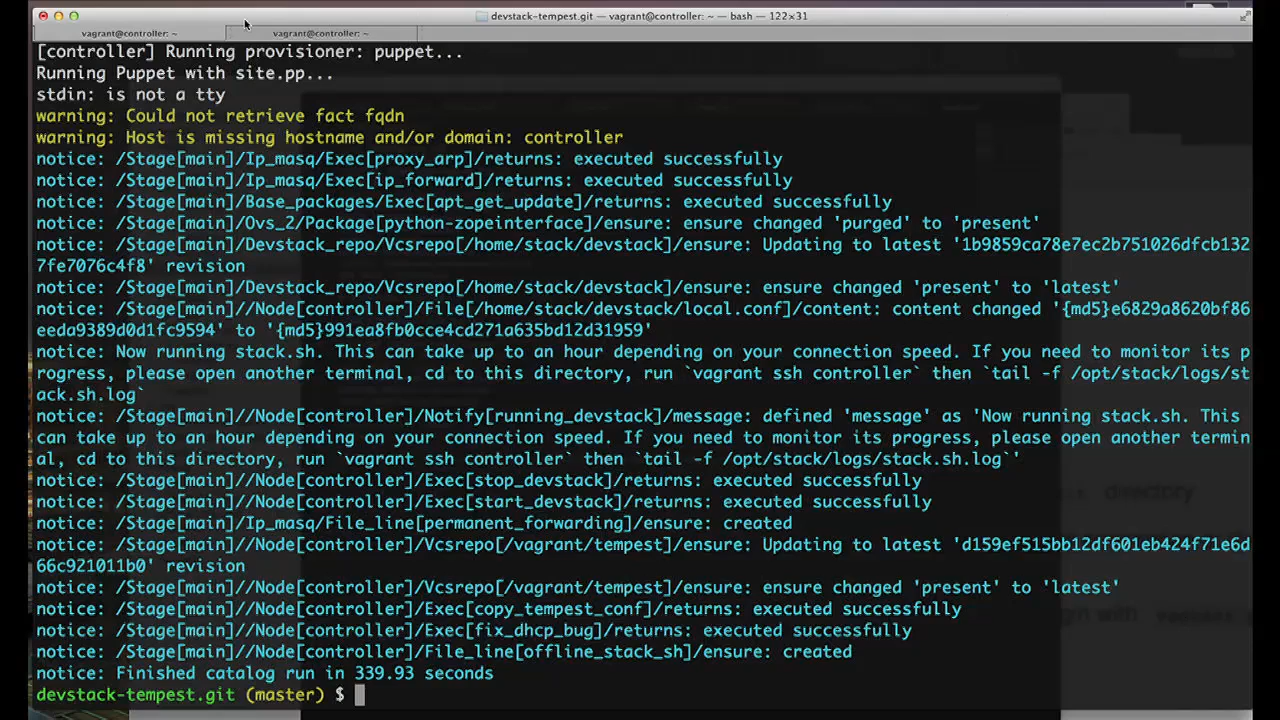 devstack-tempest.git — vagrant@controller: ~ — bash — 122×31
vagrant@controller: ~ vagrant@controller: ~
[controller] Running provisioner: puppet...
Running Puppet with site.pp...
stdin: is not a tty
warning: Could not retrieve fact fqdn
warning: Host is missing hostname and/or domain: controller
notice: /Stage[main]/Ip_masq/Exec[proxy_arp]/returns: executed successfully
notice: /Stage[main]/Ip_masq/Exec[ip_forward]/returns: executed successfully
notice: /Stage[main]/Base_packages/Exec[apt_get_update]/returns: executed successfully
notice: /Stage[main]/Ovs_2/Package[python-zopeinterface]/ensure: ensure changed 'purged' to 'present'
notice: /Stage[main]/Devstack_repo/Vcsrepo[/home/stack/devstack]/ensure: Updating to latest '1b9859ca78e7ec2b751026dfcb132
7fe7076c4f8' revision
notice: /Stage[main]/Devstack_repo/Vcsrepo[/home/stack/devstack]/ensure: ensure changed 'present' to 'latest'
notice: /Stage[main]//Node[controller]/File[/home/stack/devstack/local.conf]/content: content changed '{md5}e6829a8620bf86
eeda9389d0d1fc9594' to '{md5}991ea8fb0cce4cd271a635bd12d31959'
notice: Now running stack.sh. This can take up to an hour depending on your connection speed. If you need to monitor its p
rogress, please open another terminal, cd to this directory, run `vagrant ssh controller` then `tail -f /opt/stack/logs/st
ack.sh.log`
notice: /Stage[main]//Node[controller]/Notify[running_devstack]/message: defined 'message' as 'Now running stack.sh. This
can take up to an hour depending on your connection speed. If you need to monitor its progress, please open another termin
al, cd to this directory, run `vagrant ssh controller` then `tail -f /opt/stack/logs/stack.sh.log`'
notice: /Stage[main]//Node[controller]/Exec[stop_devstack]/returns: executed successfully
notice: /Stage[main]//Node[controller]/Exec[start_devstack]/returns: executed successfully
notice: /Stage[main]/Ip_masq/File_line[permanent_forwarding]/ensure: created
notice: /Stage[main]//Node[controller]/Vcsrepo[/vagrant/tempest]/ensure: Updating to latest 'd159ef515bb12df601eb424f71e6d
66c921011b0' revision
notice: /Stage[main]//Node[controller]/Vcsrepo[/vagrant/tempest]/ensure: ensure changed 'present' to 'latest'
notice: /Stage[main]//Node[controller]/Exec[copy_tempest_conf]/returns: executed successfully
notice: /Stage[main]//Node[controller]/Exec[fix_dhcp_bug]/returns: executed successfully
notice: /Stage[main]//Node[controller]/File_line[offline_stack_sh]/ensure: created
notice: Finished catalog run in 339.93 seconds
devstack-tempest.git (master) $
directory